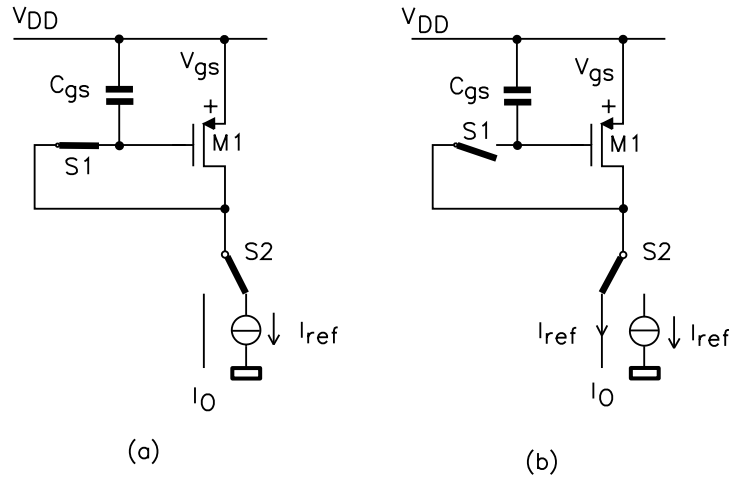 VDD
Vgs
Cgs
+
M1
S1
S2
Iref
IO
(a)
VDD
Vgs
Cgs
+
S1
M1
S2
Iref
Iref
IO
(b)